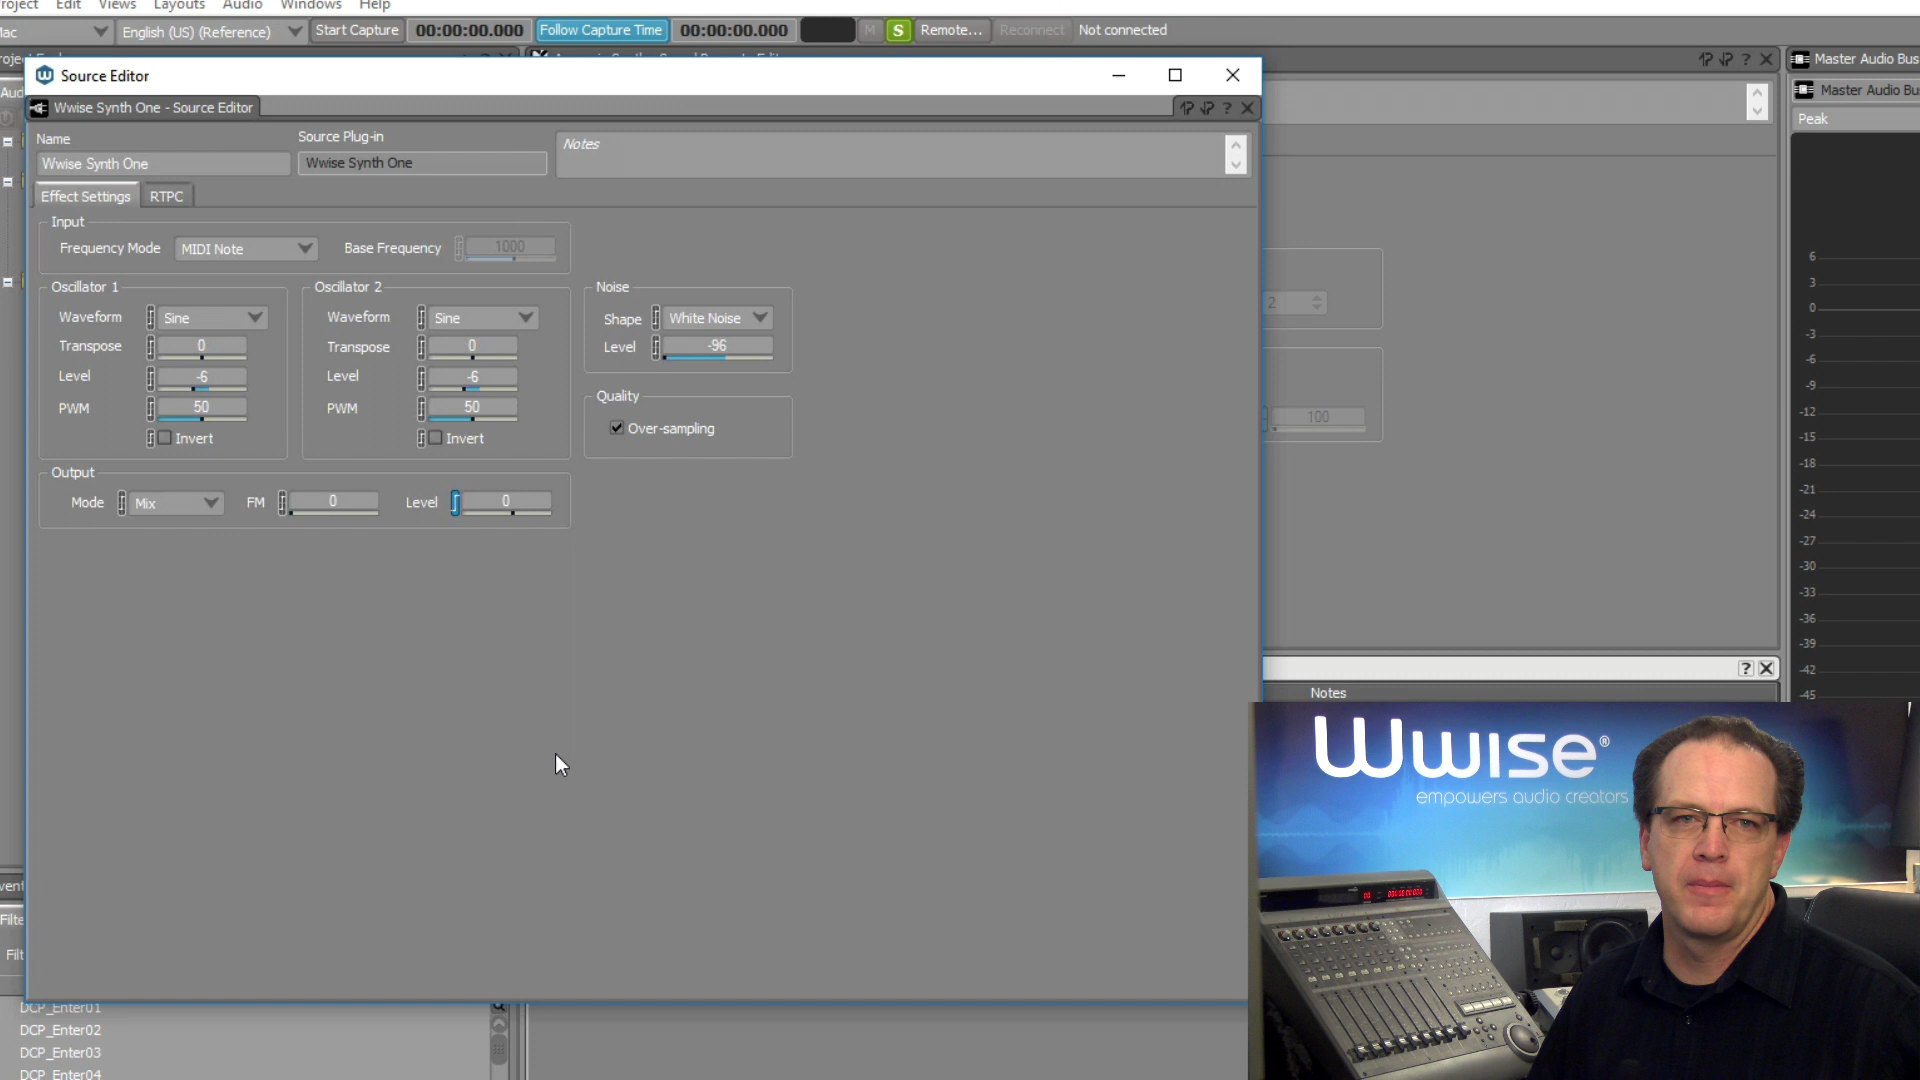 Project Edit Views Layouts Audio Windows Help
English (US) (Reference) Start Capture 00:00:00.000 Follow Capture Time 00:00:00.000 M S Remote... Reconnect Not connected
Source Editor
Master Audio Bus
Wwise Synth One - Source Editor
Master Audio Bu
Peak
Name
Source Plug-in
Notes
Wwise Synth One
Wwise Synth One
Effect Settings RTPC
Input
Frequency Mode MIDI Note Base Frequency 1000
Oscillator 1
Waveform Sine
Transpose 0
Level -6
PWM 50
Invert
Oscillator 2
Waveform Sine
Transpose 0
Level -6
PWM 50
Invert
Noise
Shape White Noise
Level -96
Quality
Over-sampling
Output
Mode Mix FM 0 Level 0
2
100
6
3
0
-3
-6
-9
-12
-15
-18
-21
-24
-27
-30
-33
-36
-39
-42
-45
Notes
Wwise®
empowers audio creators
DCP_Enter01
DCP_Enter02
DCP_Enter03
DCP_Enter04